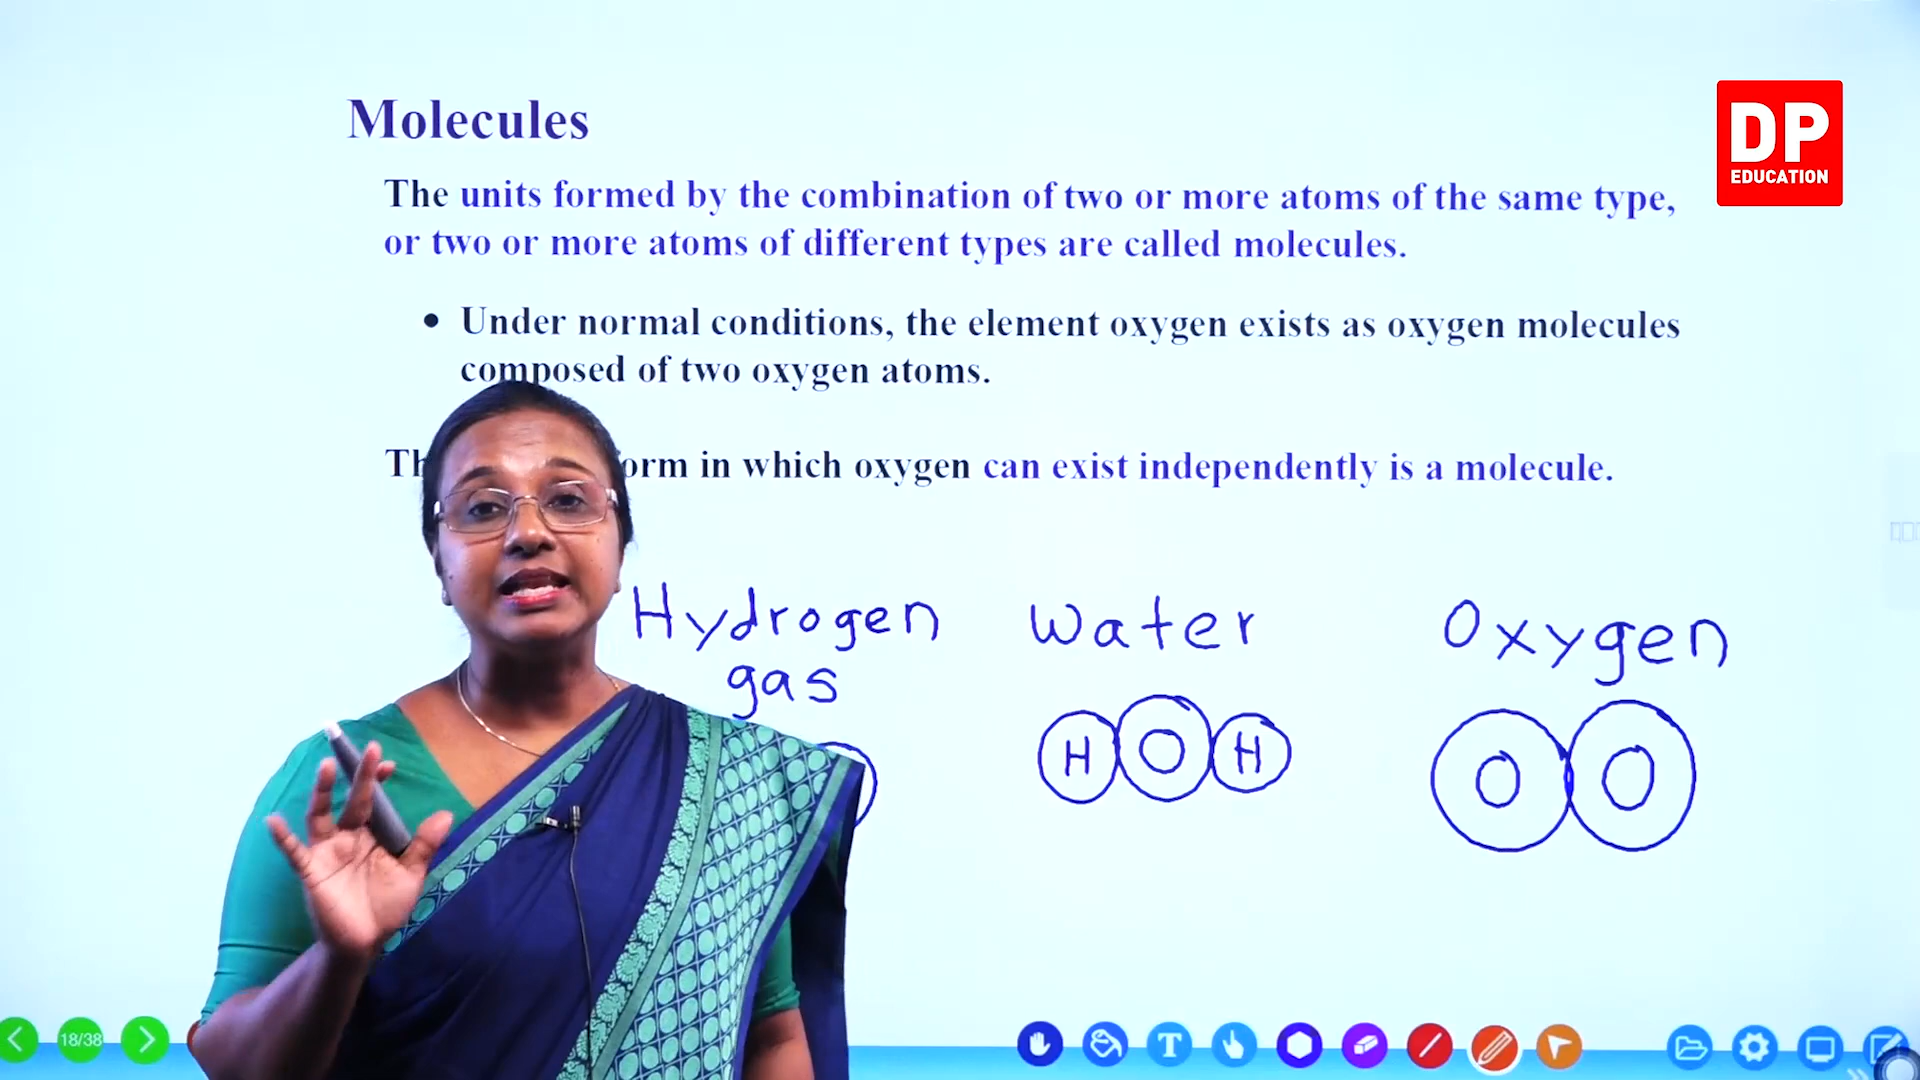 Molecules
DP
EDUCATION
The units formed by the combination of two or more atoms of the same type,
or two or more atoms of different types are called molecules.
• Under normal conditions, the element oxygen exists as oxygen molecules
composed of two oxygen atoms.
in which oxygen can exist independently is a molecule.
Hydrogen
gas
Water
Oxygen
H O H
O O
18/38
T